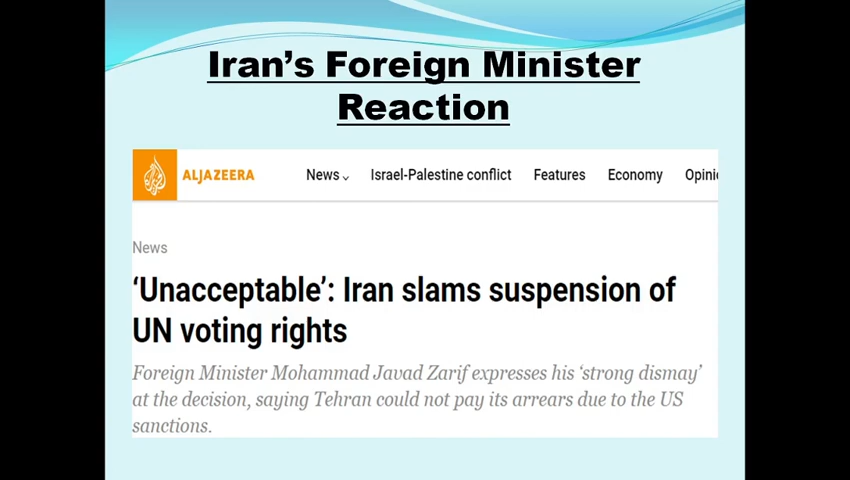 Iran’s Foreign Minister
Reaction
ALJAZEERA
News Israel-Palestine conflict Features Economy
News
‘Unacceptable’: Iran slams suspension of
UN voting rights
Foreign Minister Mohammad Javad Zarif expresses his ‘strong dismay’
at the decision, saying Tehran could not pay its arrears due to the US
sanctions.